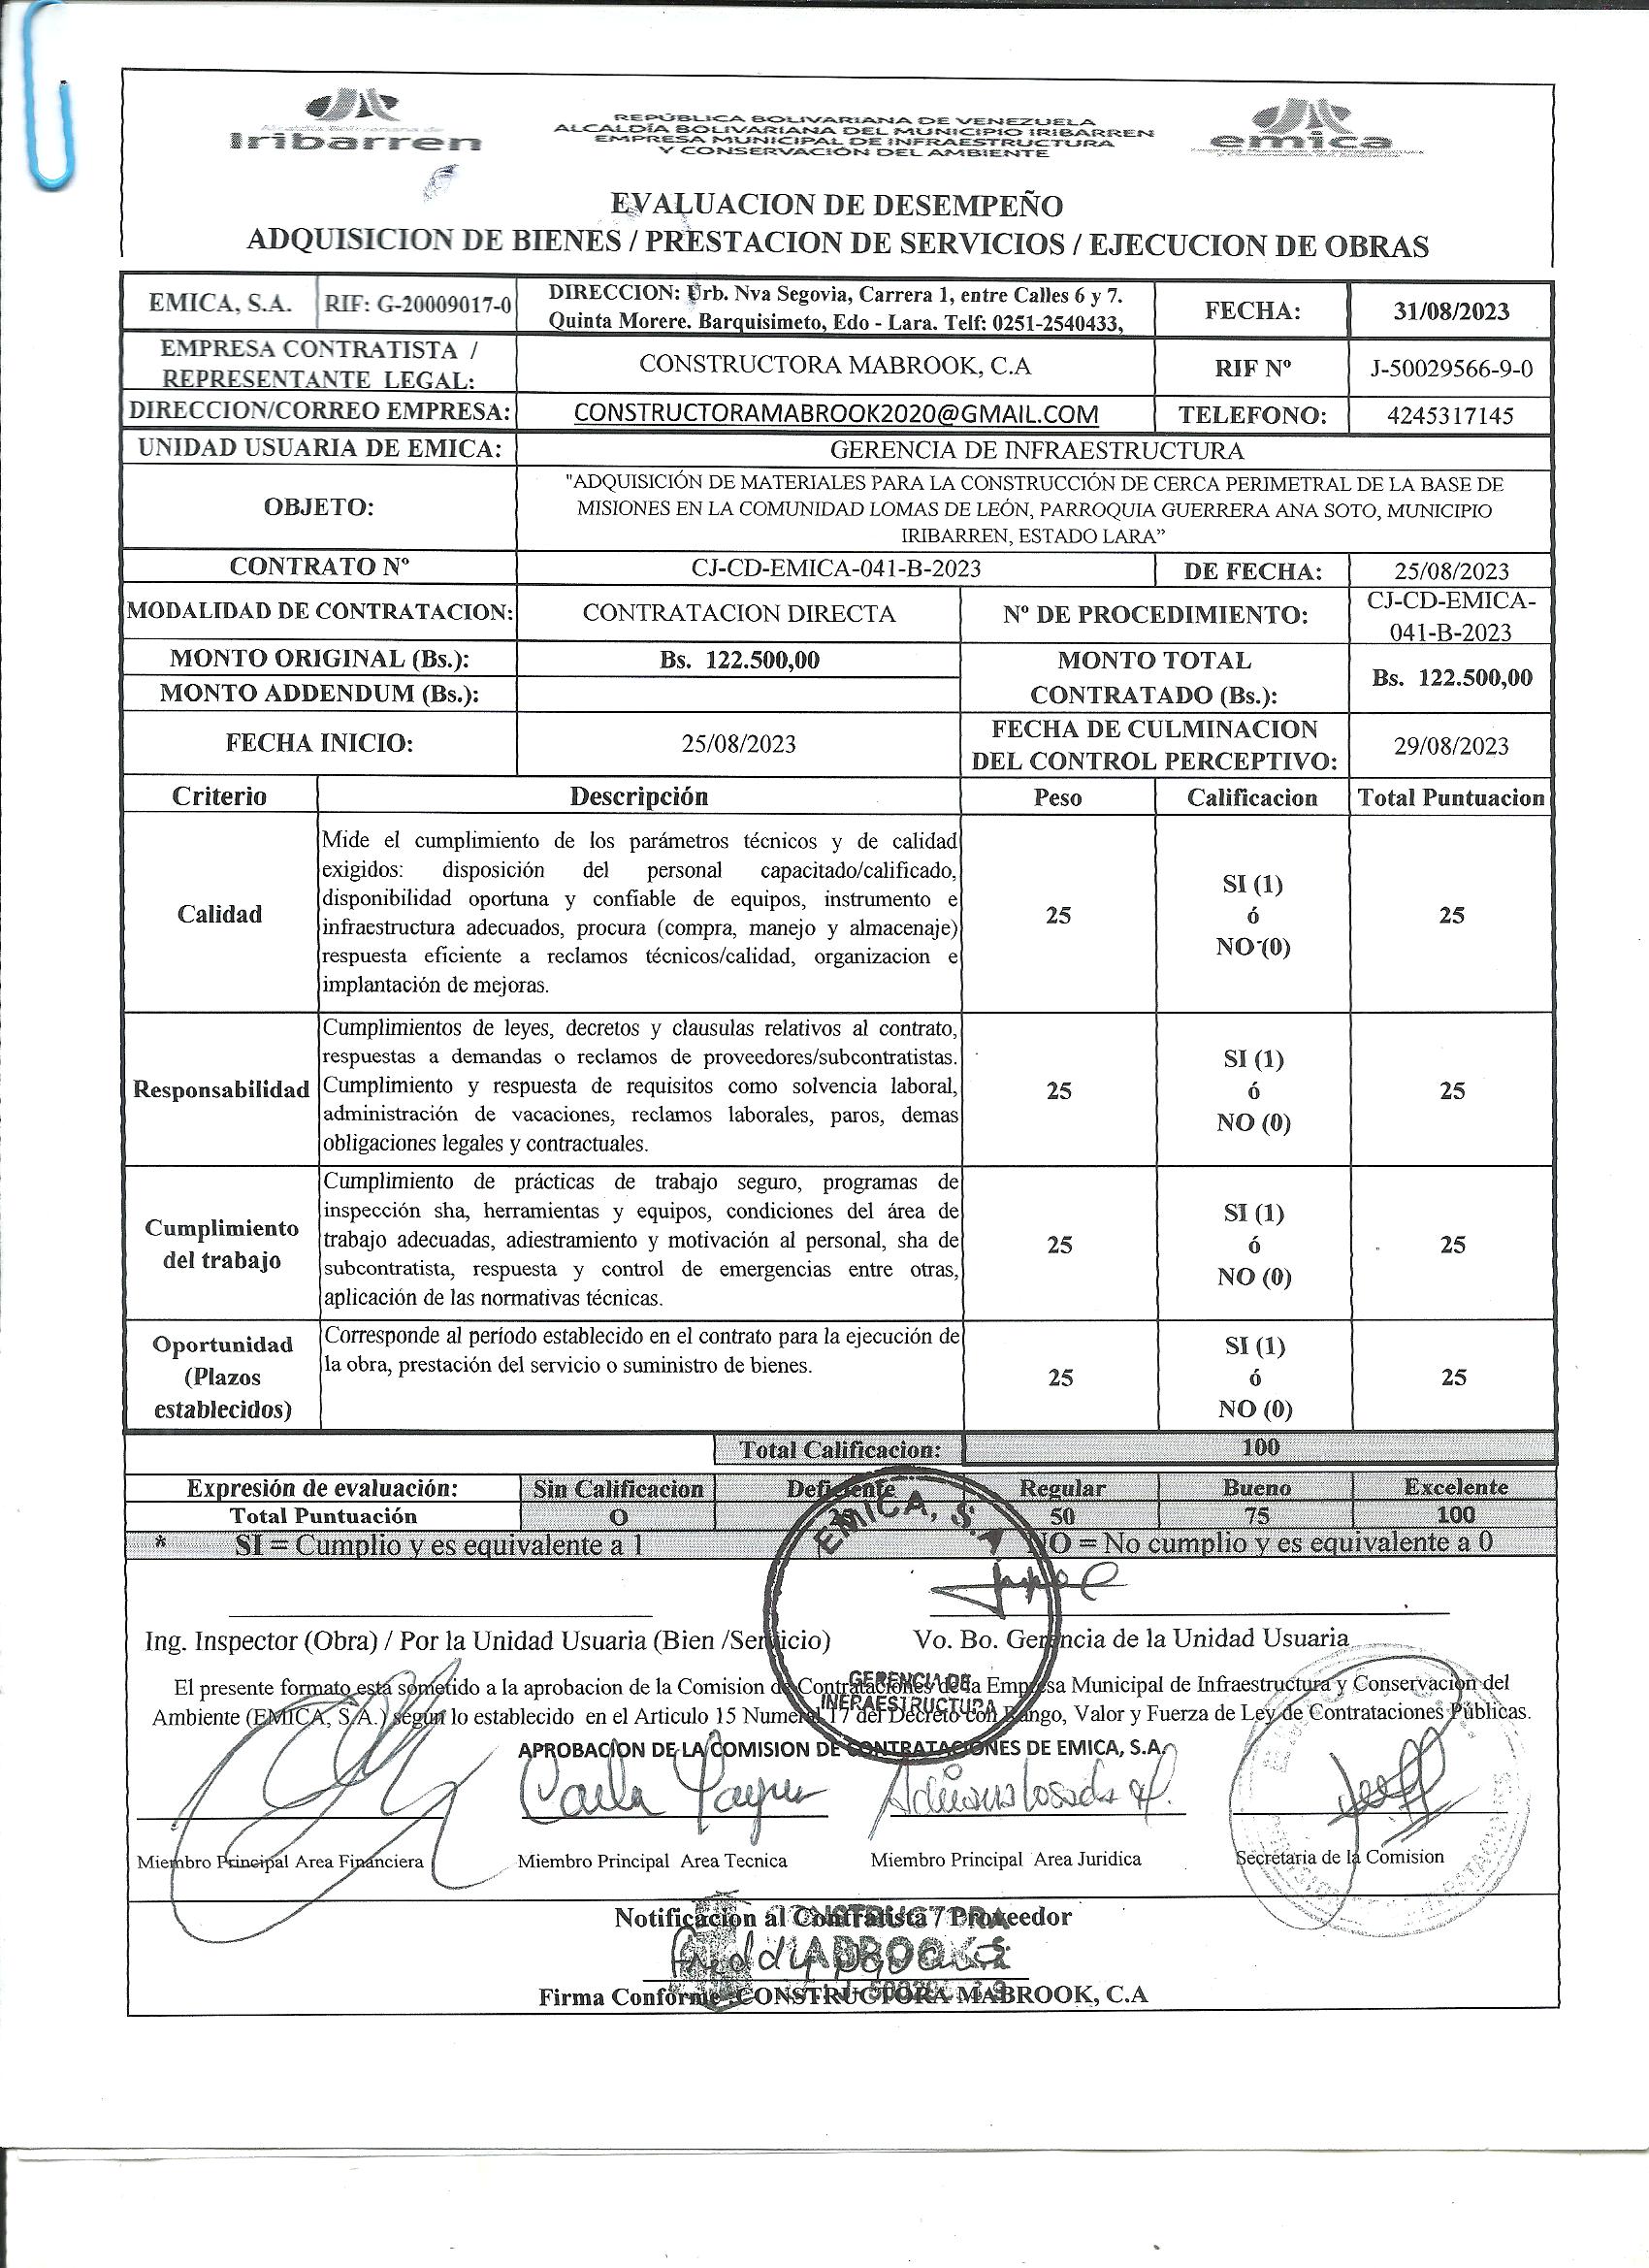 Alcaldía Bolivariana de
Iribarren
REPÚBLICA BOLIVARIANA DE VENEZUELA
ALCALDÍA BOLIVARIANA DEL MUNICIPIO IRIBARREN
EMPRESA MUNICIPAL DE INFRAESTRUCTURA
Y CONSERVACIÓN DEL AMBIENTE
emica
EVALUACION DE DESEMPEÑO
ADQUISICION DE BIENES / PRESTACION DE SERVICIOS / EJECUCION DE OBRAS
EMICA, S.A. RIF: G-20009017-0 DIRECCION: Urb. Nva Segovia, Carrera 1, entre Calles 6 y 7.
Quinta Morere. Barquisimeto, Edo - Lara. Telf: 0251-2540433,
FECHA: 31/08/2023
EMPRESA CONTRATISTA /
REPRESENTANTE LEGAL:
CONSTRUCTORA MABROOK, C.A RIF Nº J-50029566-9-0
DIRECCION/CORREO EMPRESA: CONSTRUCTORAMABROOK2020@GMAIL.COM TELEFONO: 4245317145
UNIDAD USUARIA DE EMICA: GERENCIA DE INFRAESTRUCTURA
OBJETO:
"ADQUISICIÓN DE MATERIALES PARA LA CONSTRUCCIÓN DE CERCA PERIMETRAL DE LA BASE DE
MISIONES EN LA COMUNIDAD LOMAS DE LEÓN, PARROQUIA GUERRERA ANA SOTO, MUNICIPIO
IRIBARREN, ESTADO LARA”
CONTRATO Nº CJ-CD-EMICA-041-B-2023 DE FECHA: 25/08/2023
MODALIDAD DE CONTRATACION: CONTRATACION DIRECTA Nº DE PROCEDIMIENTO: CJ-CD-EMICA-
041-B-2023
MONTO ORIGINAL (Bs.): Bs. 122.500,00
MONTO ADDENDUM (Bs.):
MONTO TOTAL
CONTRATADO (Bs.):
Bs. 122.500,00
FECHA INICIO: 25/08/2023
FECHA DE CULMINACION
DEL CONTROL PERCEPTIVO:
29/08/2023
Criterio Descripción Peso Calificacion Total Puntuacion
Calidad
Mide el cumplimiento de los parámetros técnicos y de calidad
exigidos: disposición del personal capacitado/calificado,
disponibilidad oportuna y confiable de equipos, instrumento e
infraestructura adecuados, procura (compra, manejo y almacenaje)
respuesta eficiente a reclamos técnicos/calidad, organizacion e
implantación de mejoras.
25
SI (1)
ó
NO (0)
25
Responsabilidad
Cumplimientos de leyes, decretos y clausulas relativos al contrato,
respuestas a demandas o reclamos de proveedores/subcontratistas.
Cumplimiento y respuesta de requisitos como solvencia laboral,
administración de vacaciones, reclamos laborales, paros, demas
obligaciones legales y contractuales.
25
SI (1)
ó
NO (0)
25
Cumplimiento
del trabajo
Cumplimiento de prácticas de trabajo seguro, programas de
inspección sha, herramientas y equipos, condiciones del área de
trabajo adecuadas, adiestramiento y motivación al personal, sha de
subcontratista, respuesta y control de emergencias entre otras,
aplicación de las normativas técnicas.
25
SI (1)
ó
NO (0)
25
Oportunidad
(Plazos
establecidos)
Corresponde al período establecido en el contrato para la ejecución de
la obra, prestación del servicio o suministro de bienes.
25
SI (1)
ó
NO (0)
25
Total Calificacion: 100
Expresión de evaluación: Sin Calificacion Deficiente Regular Bueno Excelente
Total Puntuación O 50 75 100
* SI = Cumplio y es equivalente a 1 NO = No cumplio y es equivalente a 0
EMICA, S.A.
GERENCIA DE
INFRAESTRUCTURA
Ing. Inspector (Obra) / Por la Unidad Usuaria (Bien /Servicio) Vo. Bo. Gerencia de la Unidad Usuaria
El presente formato está sometido a la aprobacion de la Comision de Contrataciones de la Empresa Municipal de Infraestructura y Conservacion del
Ambiente (EMICA, S.A.) según lo establecido en el Articulo 15 Numeral 17 del Decreto con Rango, Valor y Fuerza de Ley de Contrataciones Públicas.
APROBACION DE LA COMISION DE CONTRATACIONES DE EMICA, S.A.
Carla
Miembro Principal Area Financiera Miembro Principal Area Tecnica Miembro Principal Area Juridica Secretaria de la Comision
Notificación al Contratista / Proveedor
Firma Conforme CONSTRUCTORA MABROOK, C.A